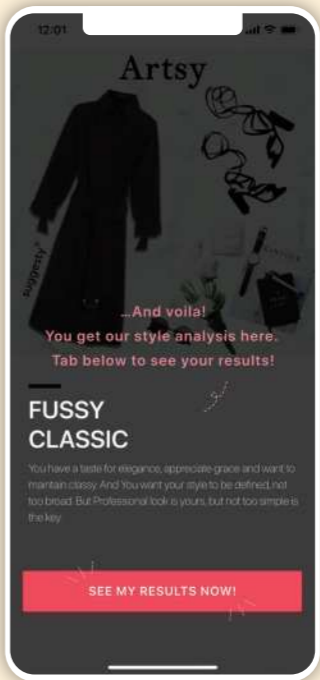 12:01
Artsy
suggesty°
...And voila!
You get our style analysis here.
Tab below to see your results!
FUSSY
CLASSIC
You have a taste for elegance, appreciate grace and want to
maintain classy. And You want your style to be defined, not
too broad. But Professional look is yours, but not too simple is
the key.
SEE MY RESULTS NOW!